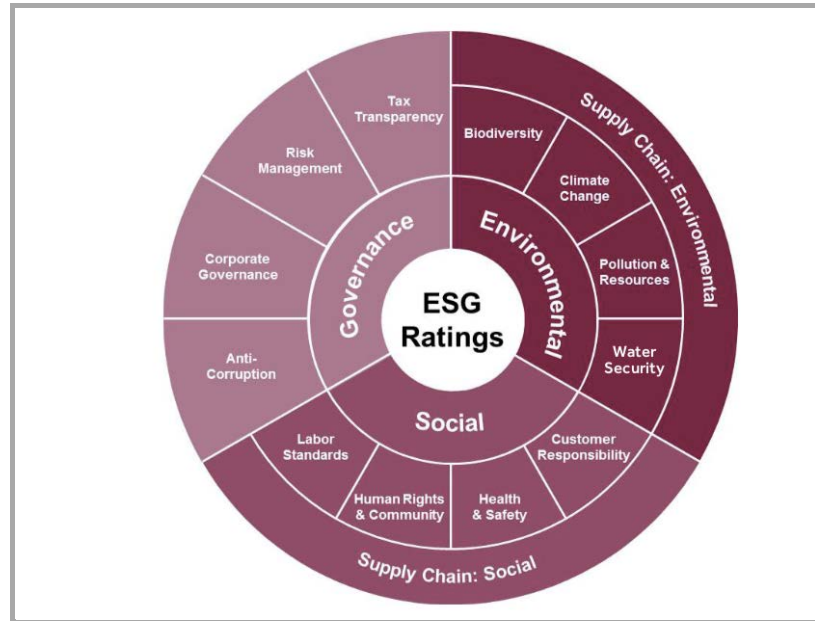 ESG
Ratings
Environmental
Biodiversity
Climate
Change
Pollution &
Resources
Water
Security
Supply Chain: Environmental
Social
Customer
Responsibility
Health
& Safety
Human Rights
& Community
Labor
Standards
Supply Chain: Social
Governance
Anti-
Corruption
Corporate
Governance
Risk
Management
Tax
Transparency